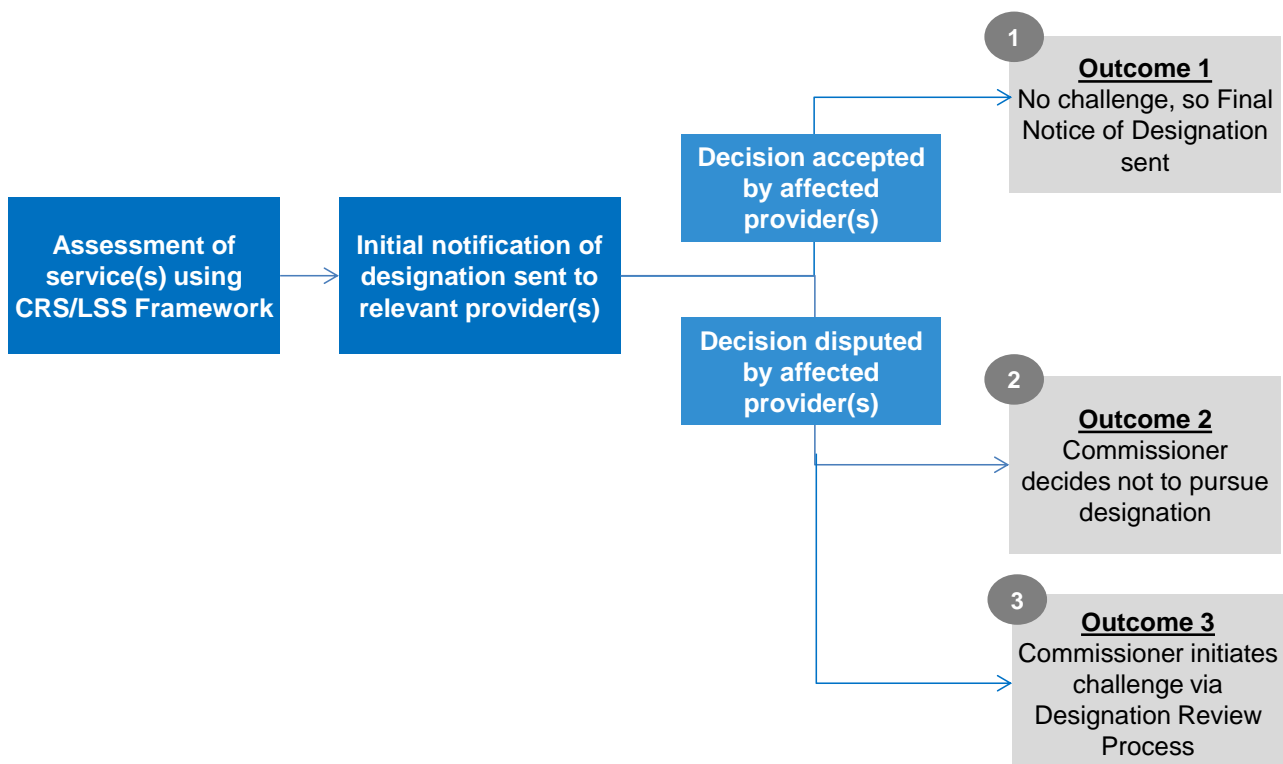 Assessment of
service(s) using
CRS/LSS Framework
Initial notification of
designation sent to
relevant provider(s)
Decision accepted
by affected
provider(s)
Decision disputed
by affected
provider(s)
1
Outcome 1
No challenge, so Final
Notice of Designation
sent
2
Outcome 2
Commissioner
decides not to pursue
designation
3
Outcome 3
Commissioner initiates
challenge via
Designation Review
Process